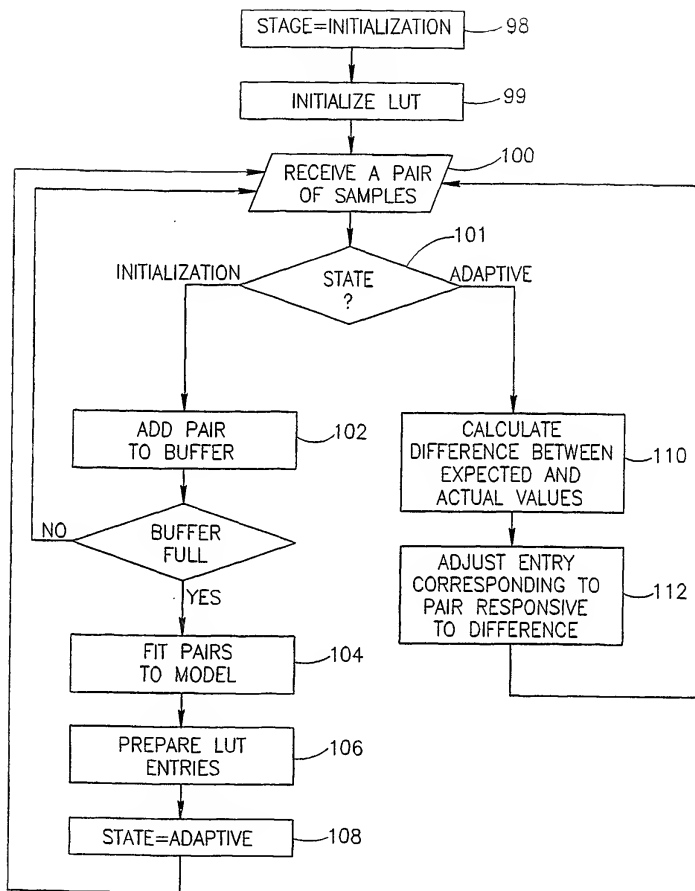 STAGE=INITIALIZATION
98
INITIALIZE LUT
99
RECEIVE A PAIR
OF SAMPLES
100
INITIALIZATION
STATE
?
101
ADAPTIVE
ADD PAIR
TO BUFFER
102
NO
BUFFER
FULL
YES
FIT PAIRS
TO MODEL
104
PREPARE LUT
ENTRIES
106
STATE=ADAPTIVE
108
CALCULATE
DIFFERENCE BETWEEN
EXPECTED AND
ACTUAL VALUES
110
ADJUST ENTRY
CORRESPONDING TO
PAIR RESPONSIVE
TO DIFFERENCE
112